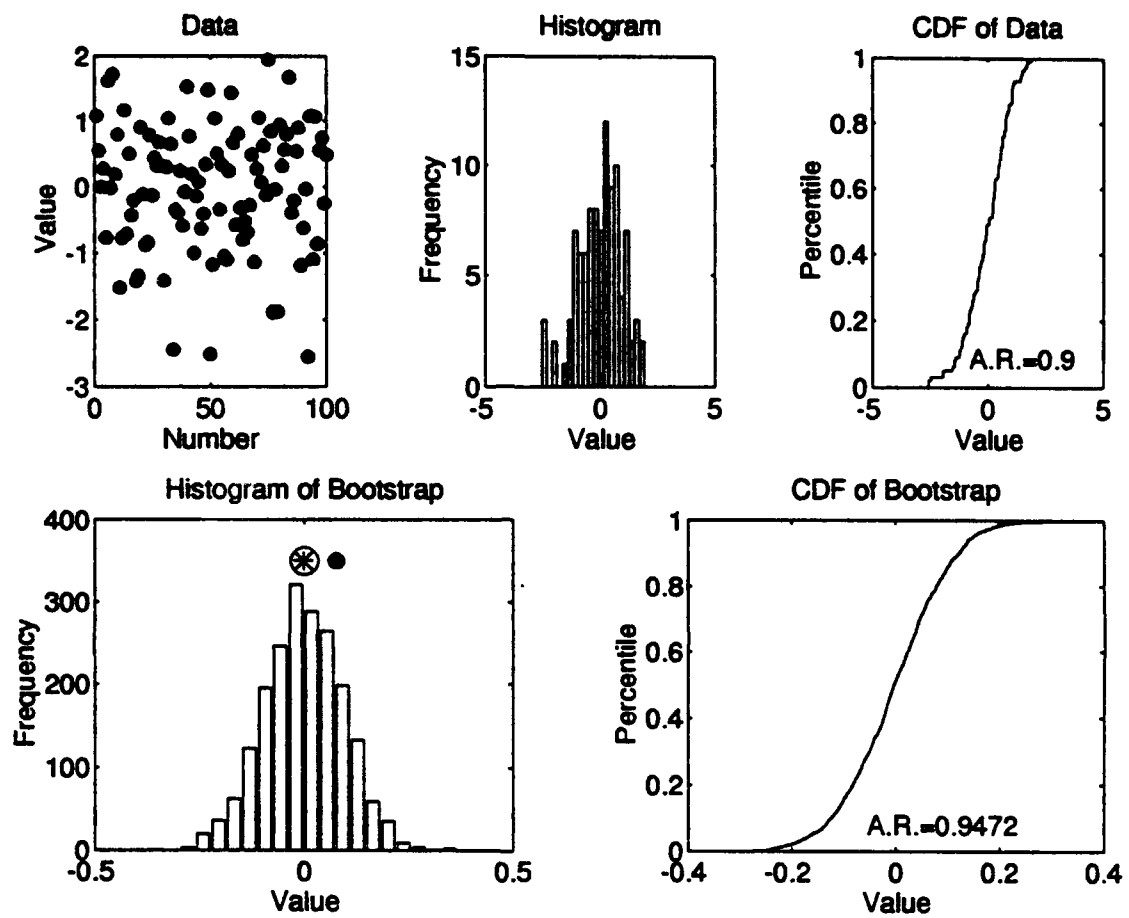 Data
Histogram
CDF of Data
2
1
0
-1
-2
-3
Value
0
50
100
Number
15
10
5
0
Frequency
-5
0
5
Value
1
0.8
0.6
0.4
0.2
0
Percentile
A.R.=0.9
-5
0
5
Value
Histogram of Bootstrap
CDF of Bootstrap
400
300
200
100
0
Frequency
-0.5
0
0.5
Value
1
0.8
0.6
0.4
0.2
0
Percentile
A.R.=0.9472
-0.4
-0.2
0
0.2
0.4
Value